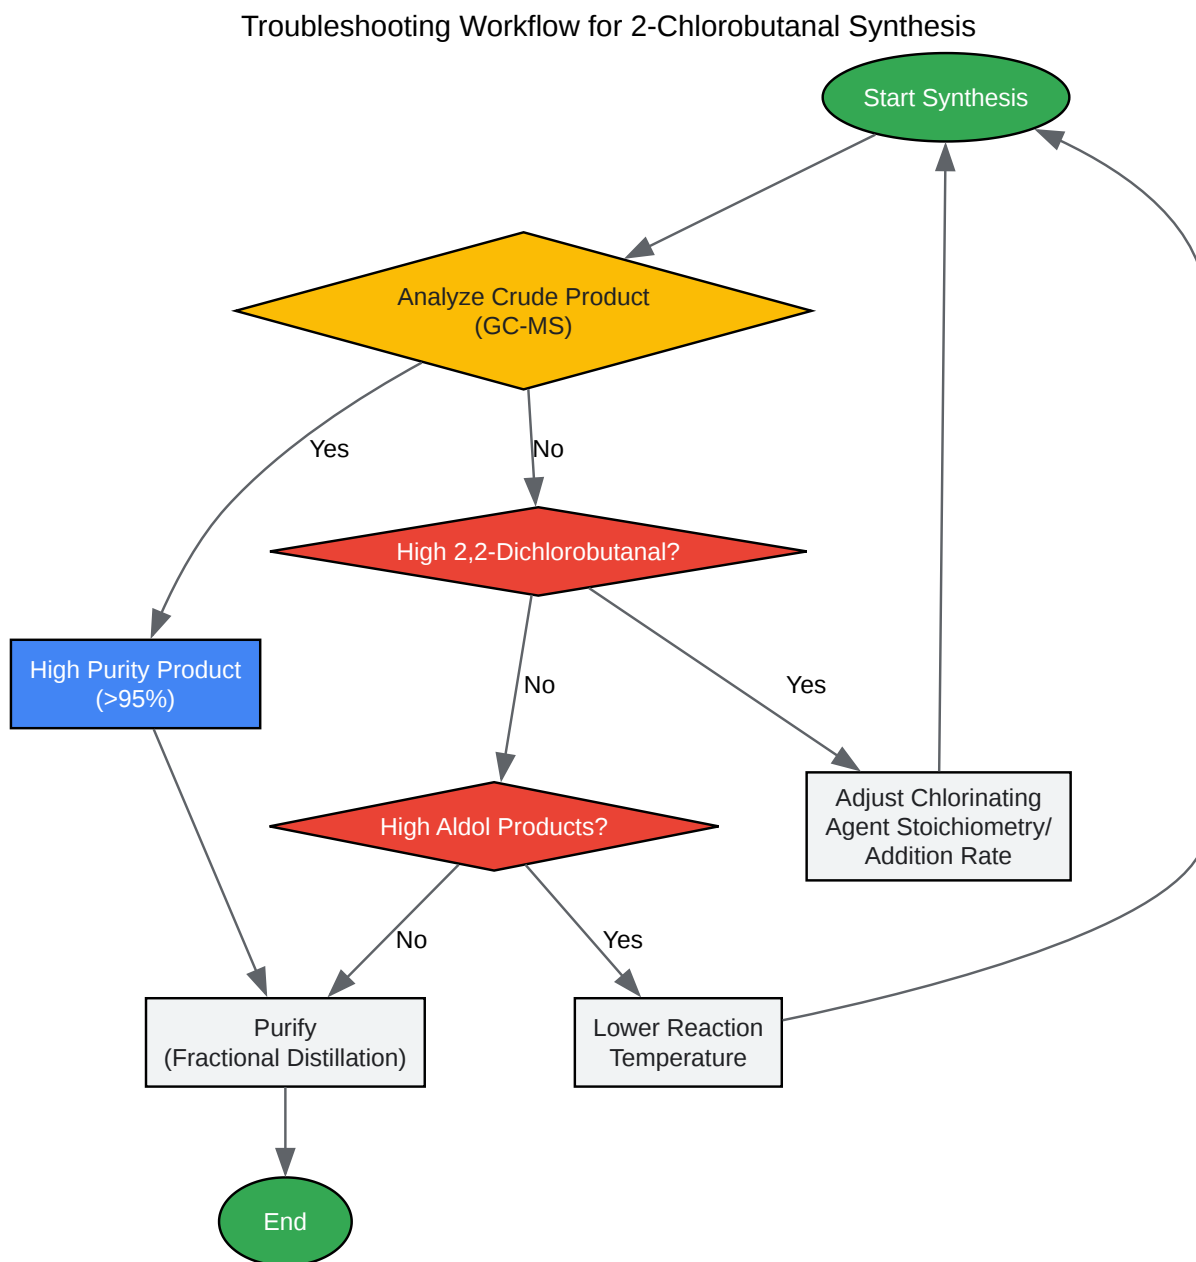 Troubleshooting Workflow for 2-Chlorobutanal Synthesis
Start Synthesis
Analyze Crude Product
(GC-MS)
Yes
No
High 2,2-Dichlorobutanal?
High Purity Product
(>95%)
No
Yes
Adjust Chlorinating
Agent Stoichiometry/
Addition Rate
High Aldol Products?
No
Yes
Purify
(Fractional Distillation)
Lower Reaction
Temperature
End